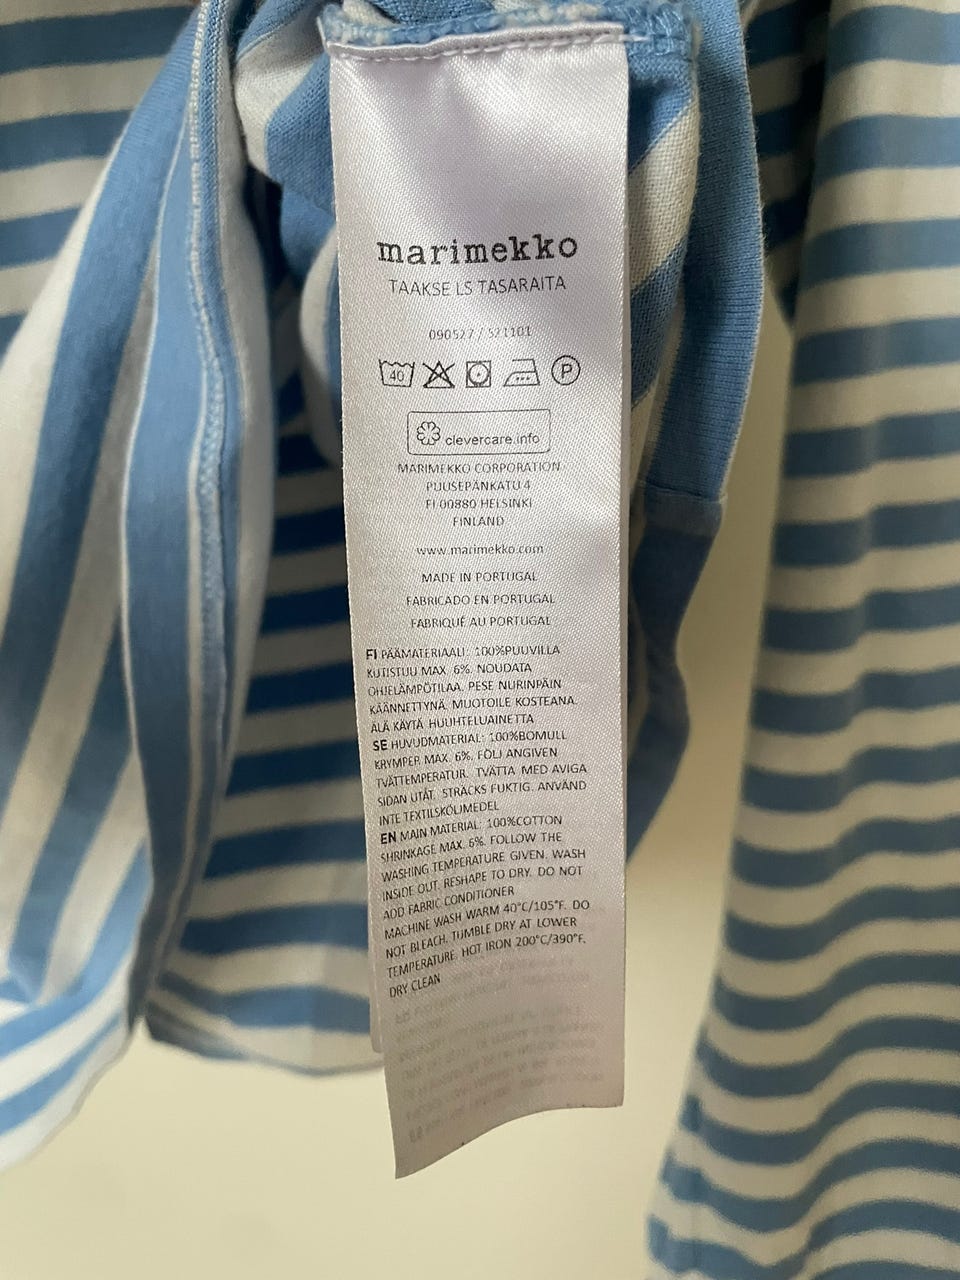 marimekko
TAAKSE LS TASARAITA
090527 / 521101
40 P
clevercare.info
MARIMEKKO CORPORATION
PUUSEPÄNKATU 4
FI 00880 HELSINKI
FINLAND
www.marimekko.com
MADE IN PORTUGAL
FABRICADO EN PORTUGAL
FABRIQUÉ AU PORTUGAL
FI PÄÄMATERIAALI: 100%PUUVILLA
KUTISTUU MAX. 6%. NOUDATA
OHJELÄMPÖTILAA. PESE NURINPÄIN
KÄÄNNETTYNÄ. MUOTOILE KOSTEANA.
ÄLÄ KÄYTÄ HUUHTELUAINETTA
SE HUVUDMATERIAL: 100%BOMULL
KRYMPER MAX. 6%. FÖLJ ANGIVEN
TVÄTTEMPERATUR. TVÄTTA MED AVIGA
SIDAN UTÅT. STRÄCKS FUKTIG. ANVÄND
INTE TEXTILSKÖLJMEDEL
EN MAIN MATERIAL: 100%COTTON
SHRINKAGE MAX. 6%. FOLLOW THE
WASHING TEMPERATURE GIVEN. WASH
INSIDE OUT. RESHAPE TO DRY. DO NOT
ADD FABRIC CONDITIONER
MACHINE WASH WARM 40°C/105°F. DO
NOT BLEACH. TUMBLE DRY AT LOWER
TEMPERATURE. HOT IRON 200°C/390°F.
DRY CLEAN